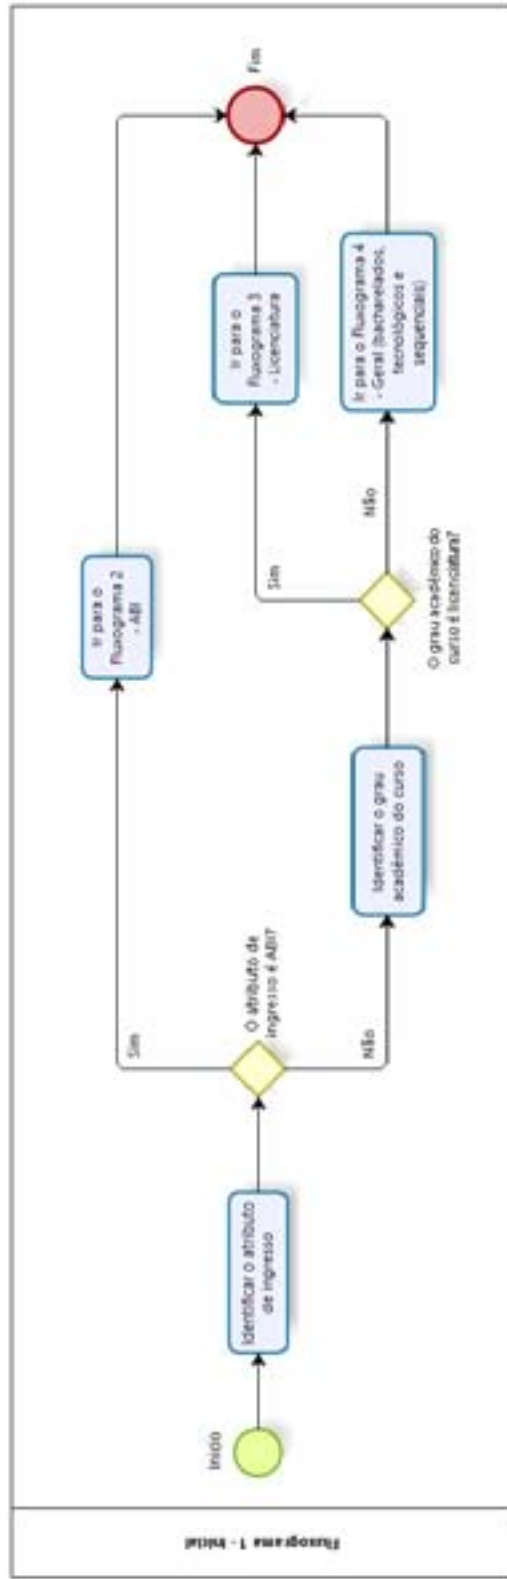 Fluxograma 1 - Inicial
Início
Identificar o atributo
de ingresso
O atributo de
ingresso é ABI?
Sim
Ir para o
Fluxograma 2
- ABI
Não
Identificar o grau
acadêmico do curso
O grau acadêmico do
curso é licenciatura?
Sim
Ir para o
Fluxograma 3
- Licenciatura
Não
Ir para o Fluxograma 4
- Geral (bacharelados,
tecnológicos e
sequenciais)
Fim